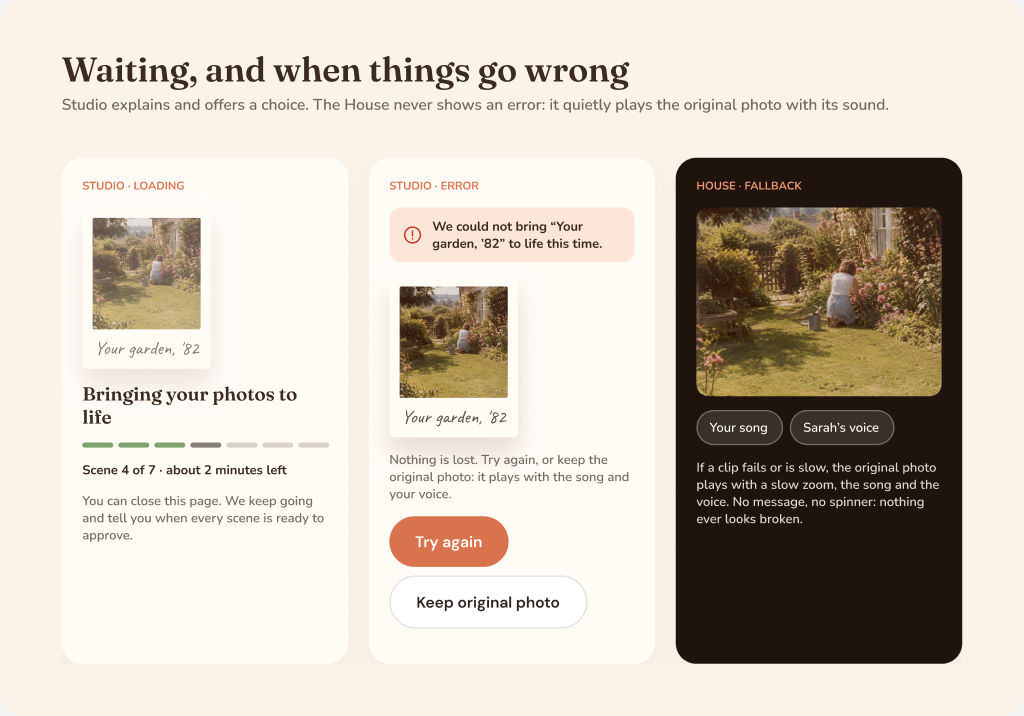 Waiting, and when things go wrong
Studio explains and offers a choice. The House never shows an error: it quietly plays the original photo with its sound.
STUDIO · LOADING
Your garden, '82
Bringing your photos to
life
Scene 4 of 7 · about 2 minutes left
You can close this page. We keep going
and tell you when every scene is ready to
approve.
STUDIO · ERROR
We could not bring “Your
garden, ’82” to life this time.
Your garden, '82
Nothing is lost. Try again, or keep the
original photo: it plays with the song and
your voice.
Try again
Keep original photo
HOUSE · FALLBACK
Your song
Sarah’s voice
If a clip fails or is slow, the original photo
plays with a slow zoom, the song and the
voice. No message, no spinner: nothing
ever looks broken.